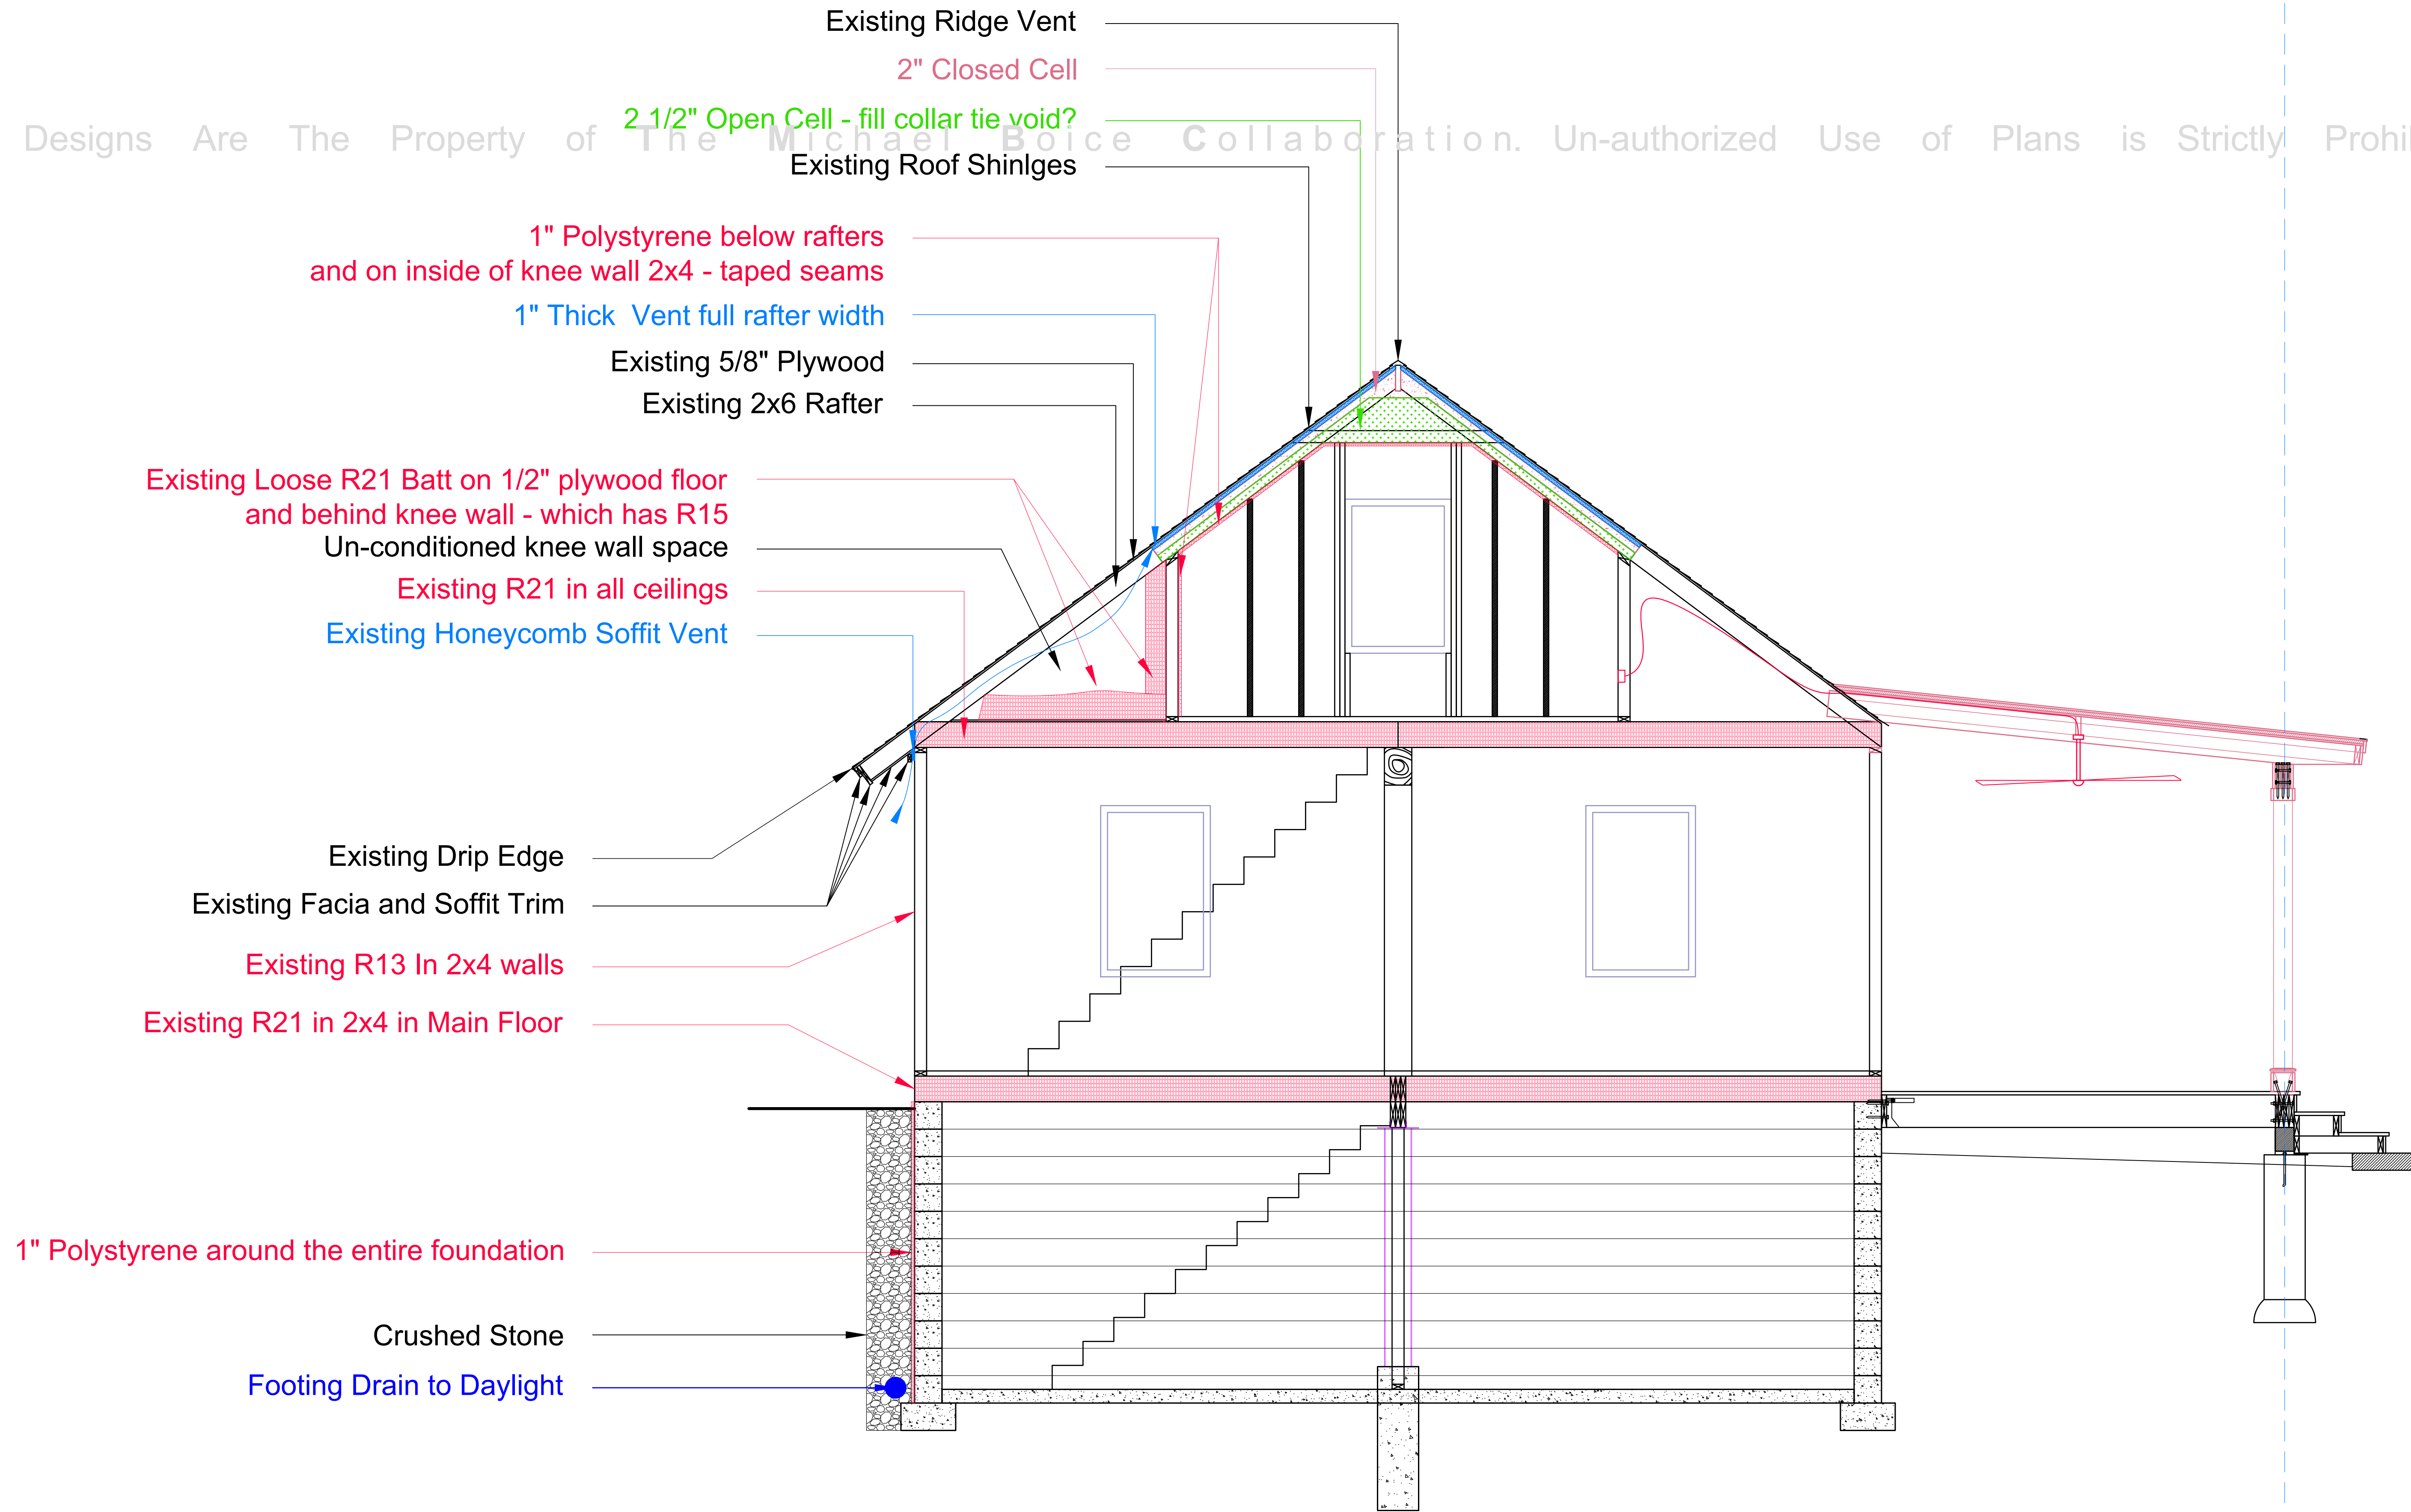 Existing Ridge Vent
2" Closed Cell
2 1/2" Open Cell - fill collar tie void?
Designs Are The Property of The Michael Boice Collaboration. Un-authorized Use of Plans is Strictly
Existing Roof Shinlges
1" Polystyrene below rafters
and on inside of knee wall 2x4 - taped seams
1" Thick Vent full rafter width
Existing 5/8" Plywood
Existing 2x6 Rafter
Existing Loose R21 Batt on 1/2" plywood floor
and behind knee wall - which has R15
Un-conditioned knee wall space
Existing R21 in all ceilings
Existing Honeycomb Soffit Vent
Existing Drip Edge
Existing Facia and Soffit Trim
Existing R13 In 2x4 walls
Existing R21 in 2x4 in Main Floor
1" Polystyrene around the entire foundation
Crushed Stone
Footing Drain to Daylight